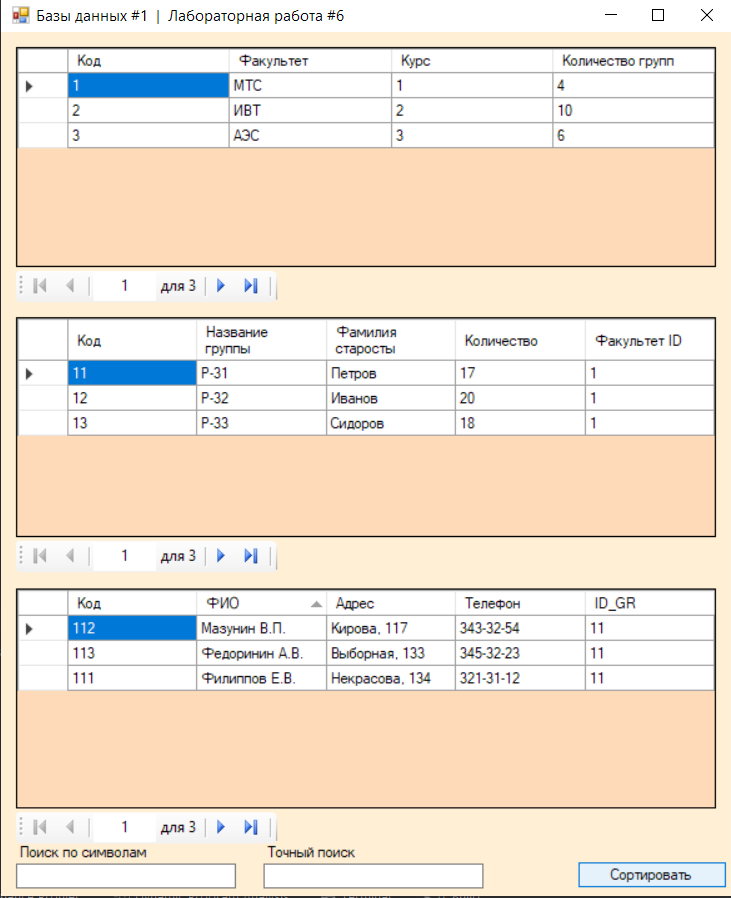 Базы данных #1 | Лабораторная работа #6
Код Факультет Курс Количество групп
1 МТС 1 4
2 ИВТ 2 10
3 АЭС 3 6
1 для 3
Код Название группы Фамилия старосты Количество Факультет ID
11 Р-31 Петров 17 1
12 Р-32 Иванов 20 1
13 Р-33 Сидоров 18 1
1 для 3
Код ФИО Адрес Телефон ID_GR
112 Мазунин В.П. Кирова, 117 343-32-54 11
113 Федоринин А.В. Выборная, 133 345-32-23 11
111 Филиппов Е.В. Некрасова, 134 321-31-12 11
1 для 3
Поиск по символам Точный поиск
Сортировать